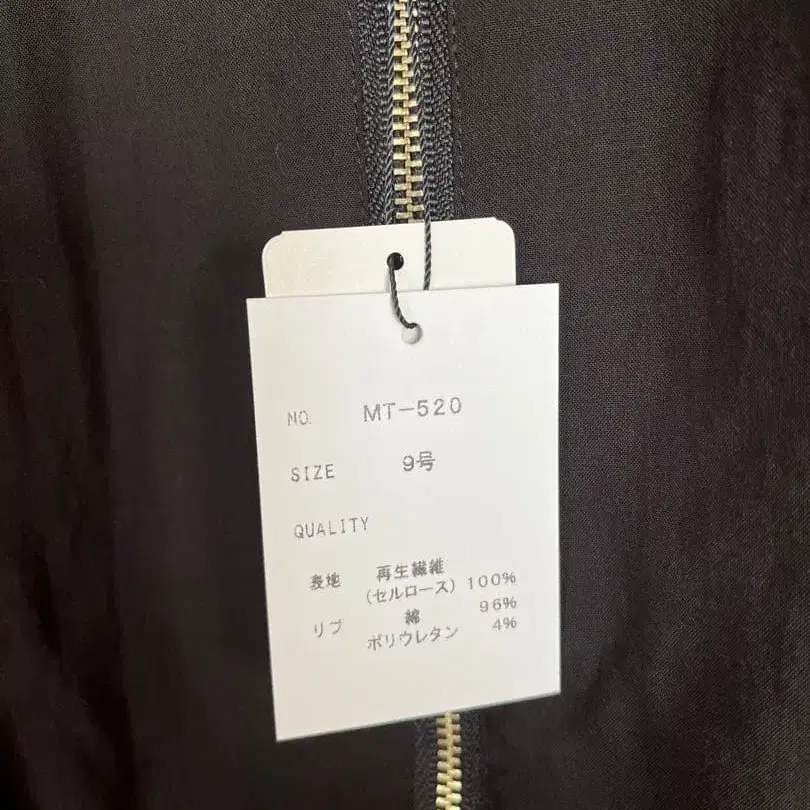 NO. MT-520
SIZE 9号
QUALITY
表地 再生繊維
(セルロース) 100%
リブ 綿 96%
ポリウレタン 4%